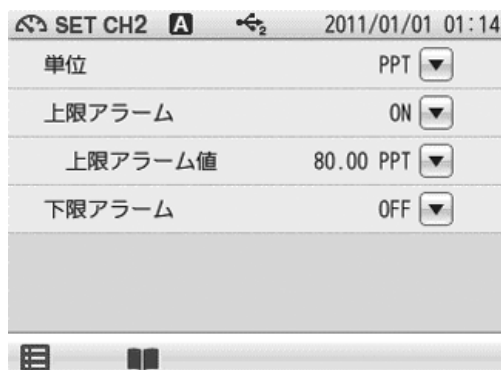 SET CH2 A 2 2011/01/01 01:14
単位 PPT
上限アラーム ON
上限アラーム値 80.00 PPT
下限アラーム OFF